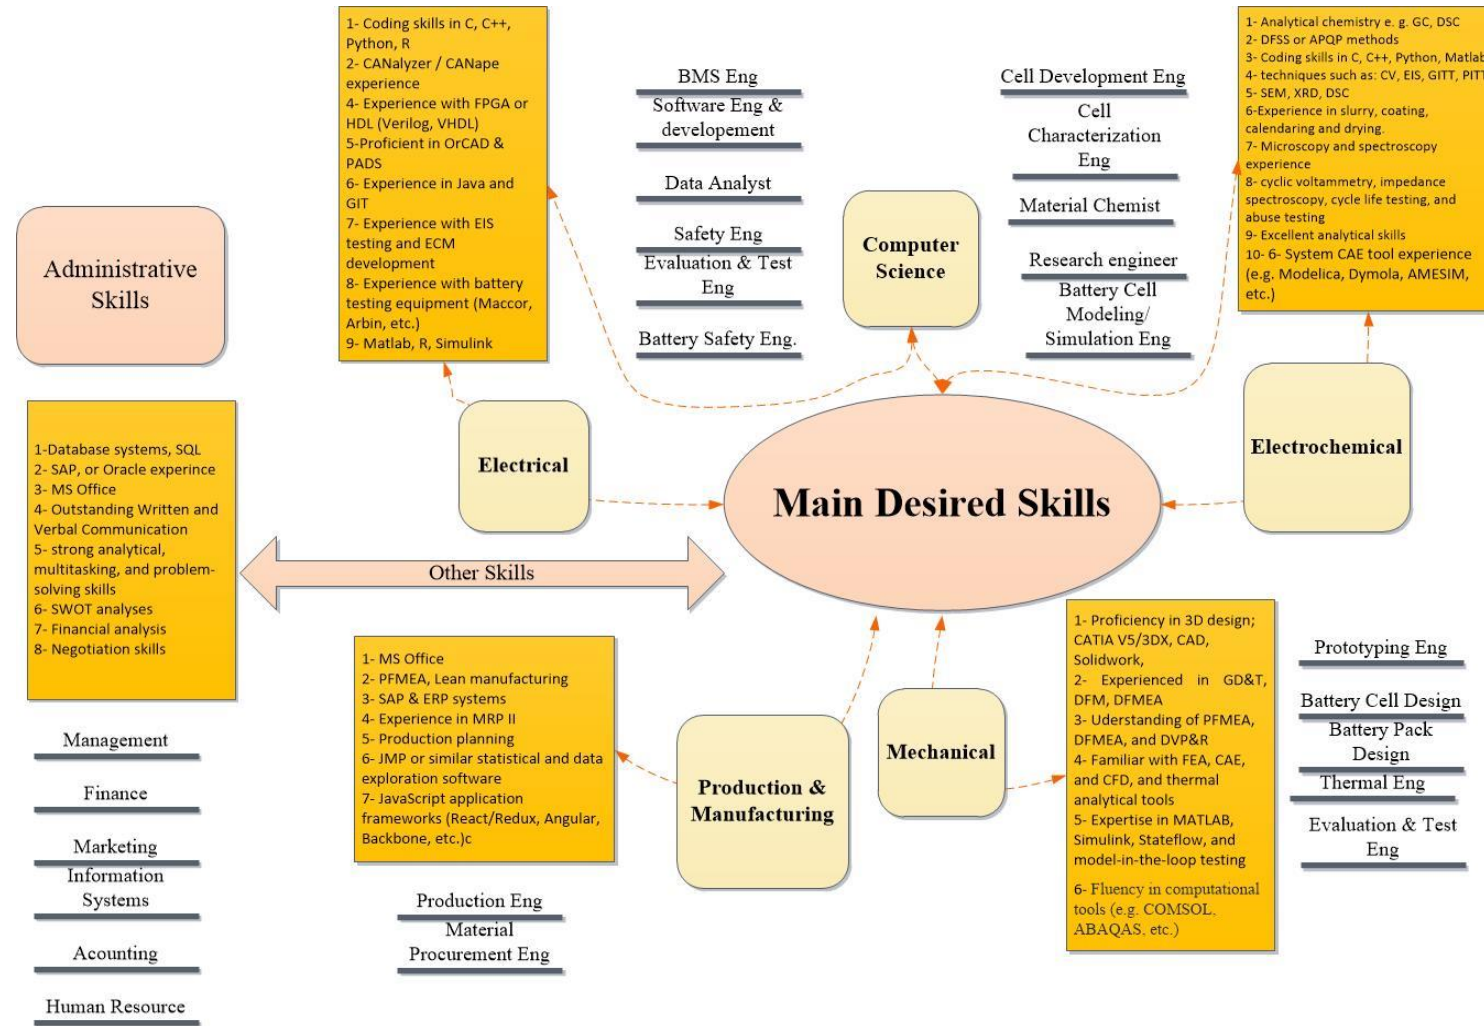 1- Coding skills in C, C++,
Python, R
2- CANalyzer / CANape
experience
4- Experience with FPGA or
HDL (Verilog, VHDL)
5-Proficient in OrCAD &
PADS
6- Experience in Java and
GIT
7- Experience with EIS
testing and ECM
development
8- Experience with battery
testing equipment (Maccor,
Arbin, etc.)
9- Matlab, R, Simulink
BMS Eng
Software Eng &
developement
Data Analyst
Safety Eng
Evaluation & Test
Eng
Battery Safety Eng.
Computer
Science
Cell Development Eng
Cell
Characterization
Eng
Material Chemist
Research engineer
Battery Cell
Modeling/
Simulation Eng
1- Analytical chemistry e. g. GC, DSC
2- DFSS or APQP methods
3- Coding skills in C, C++, Python, Matlab
4- techniques such as: CV, EIS, GITT, PITT
5- SEM, XRD, DSC
6-Experience in slurry, coating,
calendaring and drying.
7- Microscopy and spectroscopy
experience
8- cyclic voltammetry, impedance
spectroscopy, cycle life testing, and
abuse testing
9- Excellent analytical skills
10- 6- System CAE tool experience
(e.g. Modelica, Dymola, AMESIM,
etc.)
Administrative
Skills
Electrical
Electrochemical
Main Desired Skills
Other Skills
1-Database systems, SQL
2- SAP, or Oracle experince
3- MS Office
4- Outstanding Written and
Verbal Communication
5- strong analytical,
multitasking, and problem-
solving skills
6- SWOT analyses
7- Financial analysis
8- Negotiation skills
Management
Finance
Marketing
Information
Systems
Acounting
Human Resource
1- MS Office
2- PFMEA, Lean manufacturing
3- SAP & ERP systems
4- Experience in MRP II
5- Production planning
6- JMP or similar statistical and data
exploration software
7- JavaScript application
frameworks (React/Redux, Angular,
Backbone, etc.)c
Production Eng
Material
Procurement Eng
Production &
Manufacturing
Mechanical
1- Proficiency in 3D design;
CATIA V5/3DX, CAD,
Solidwork,
2- Experienced in GD&T,
DFM, DFMEA
3- Uderstanding of PFMEA,
DFMEA, and DVP&R
4- Familiar with FEA, CAE,
and CFD, and thermal
analytical tools
5- Expertise in MATLAB,
Simulink, Stateflow, and
model-in-the-loop testing
6- Fluency in computational
tools (e.g. COMSOL,
ABAQAS, etc.)
Prototyping Eng
Battery Cell Design
Battery Pack
Design
Thermal Eng
Evaluation & Test
Eng